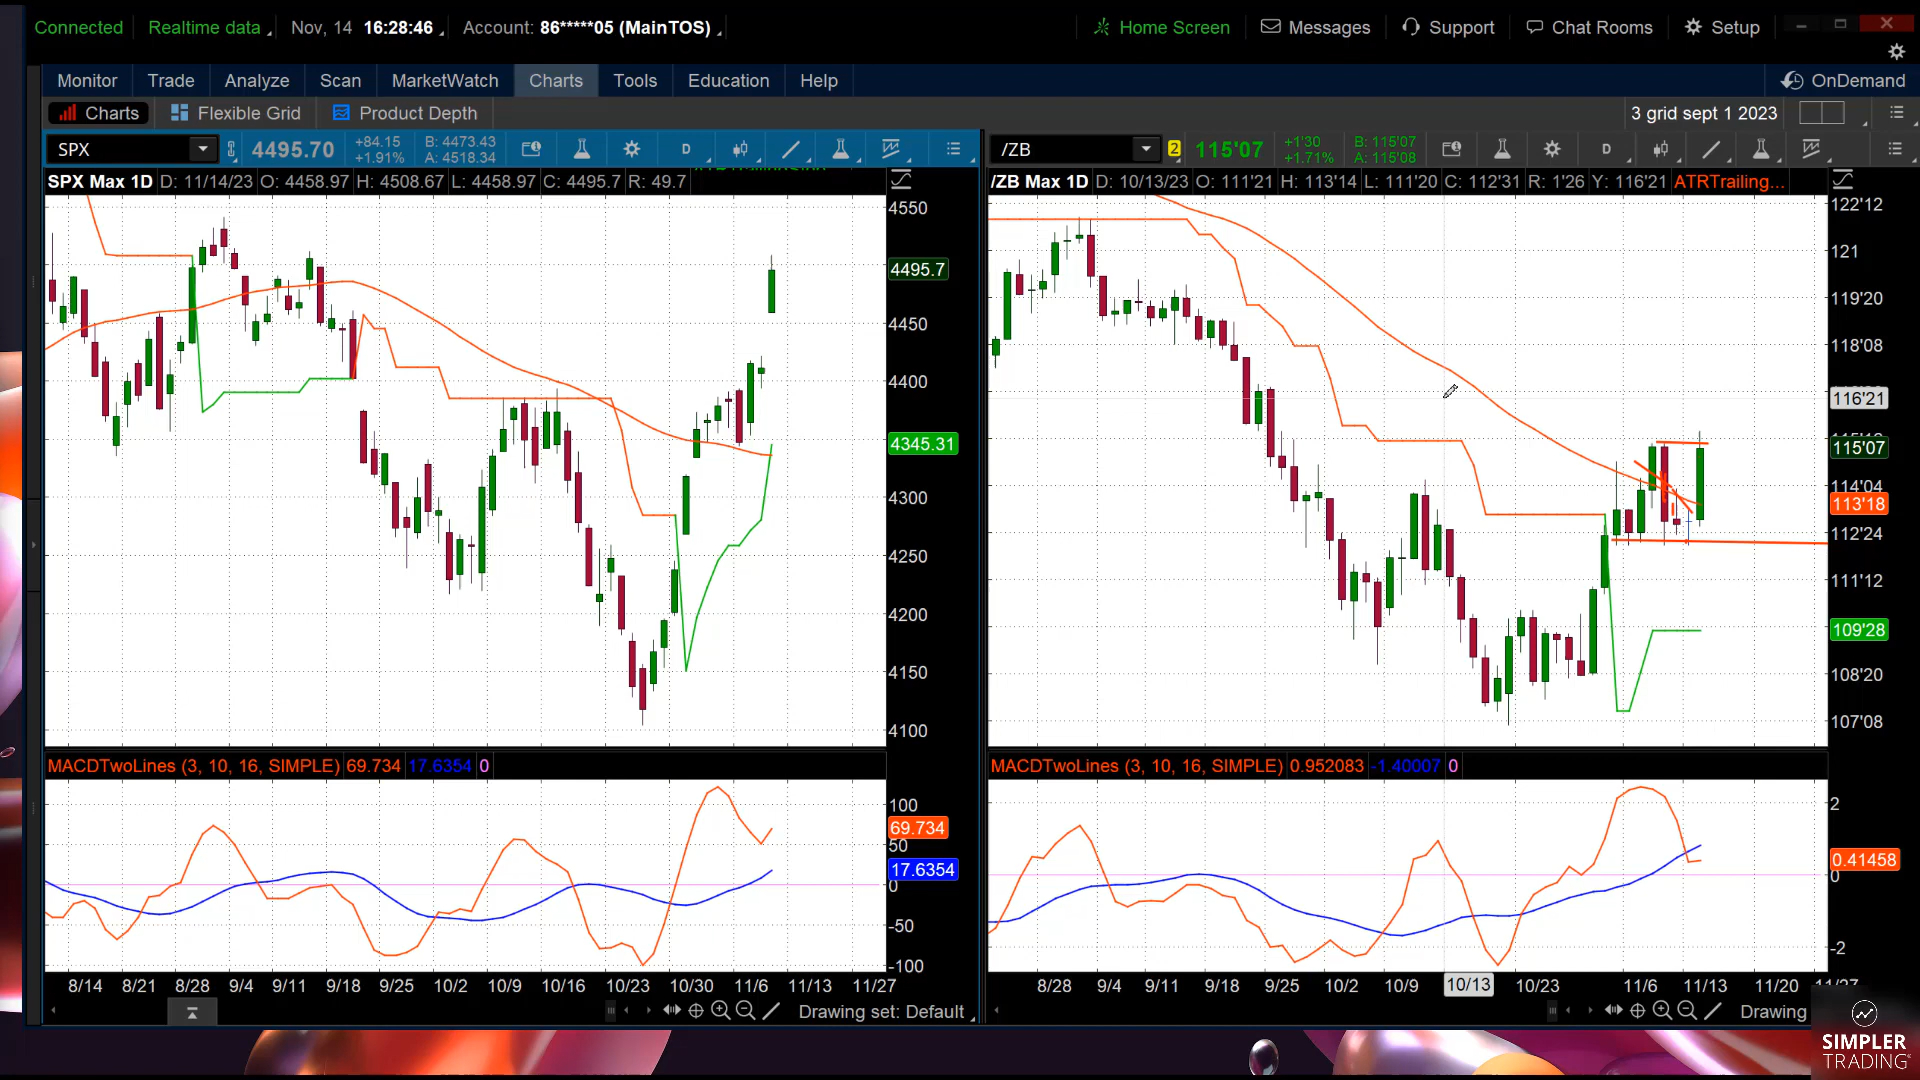 Connected Realtime data Nov, 14 16:28:46 Account: 86*****05 (MainTOS) Home Screen Messages Support Chat Rooms Setup
Monitor Trade Analyze Scan MarketWatch Charts Tools Education Help OnDemand
Charts Flexible Grid Product Depth 3 grid sept 1 2023
SPX 4495.70 +84.15 +1.91% B: 4473.43 A: 4518.34 D
SPX Max 1D D: 11/14/23 O: 4458.97 H: 4508.67 L: 4458.97 C: 4495.7 R: 49.7
4550
4495.7
4450
4400
4345.31
4300
4250
4200
4150
4100
MACDTwoLines (3, 10, 16, SIMPLE) 69.734 17.6354 0
100
69.734
50
17.6354
0
-50
-100
8/14 8/21 8/28 9/4 9/11 9/18 9/25 10/2 10/9 10/16 10/23 10/30 11/6 11/13 11/27
Drawing set: Default
/ZB 2 115'07 +1'30 +1.71% B: 115'07 A: 115'08 D
/ZB Max 1D D: 10/13/23 O: 111'21 H: 113'14 L: 111'20 C: 112'31 R: 1'26 Y: 116'21 ATRTrailing...
122'12
121
119'20
118'08
116'21
115'07
114'04
113'18
112'24
111'12
109'28
108'20
107'08
MACDTwoLines (3, 10, 16, SIMPLE) 0.952083 -1.40007 0
2
0.41458
0
-2
8/28 9/4 9/11 9/18 9/25 10/2 10/9 10/13 10/23 11/6 11/13 11/20
Drawing
SIMPLER
TRADING